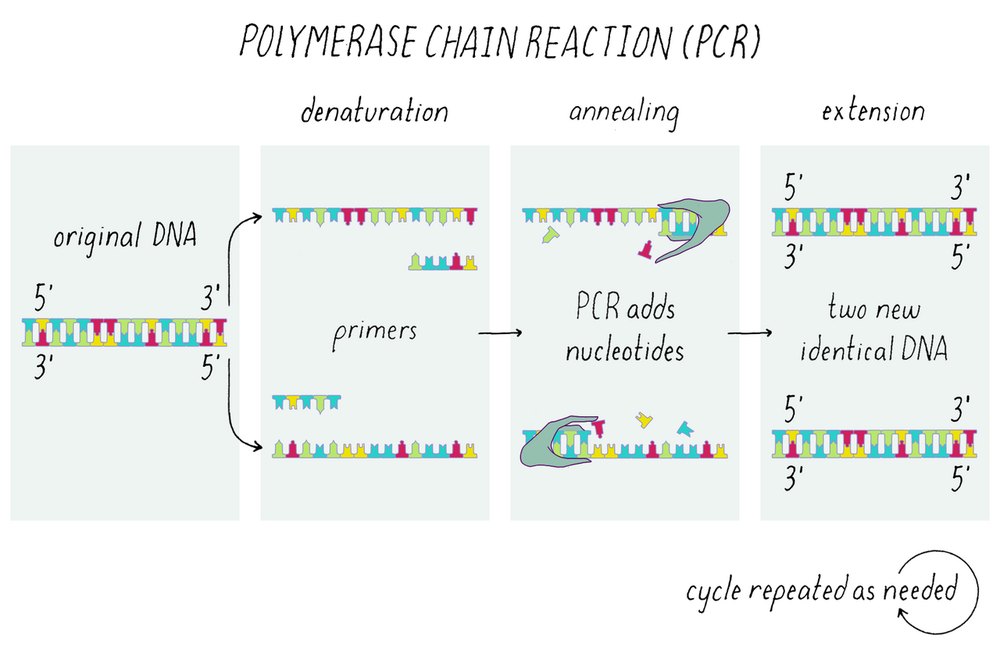 POLYMERASE CHAIN REACTION (PCR)
denaturation
annealing
extension
original DNA
5' 3'
3' 5'
primers
PCR adds
nucleotides
5' 3'
3' 5'
two new
identical DNA
5' 3'
3' 5'
cycle repeated as needed